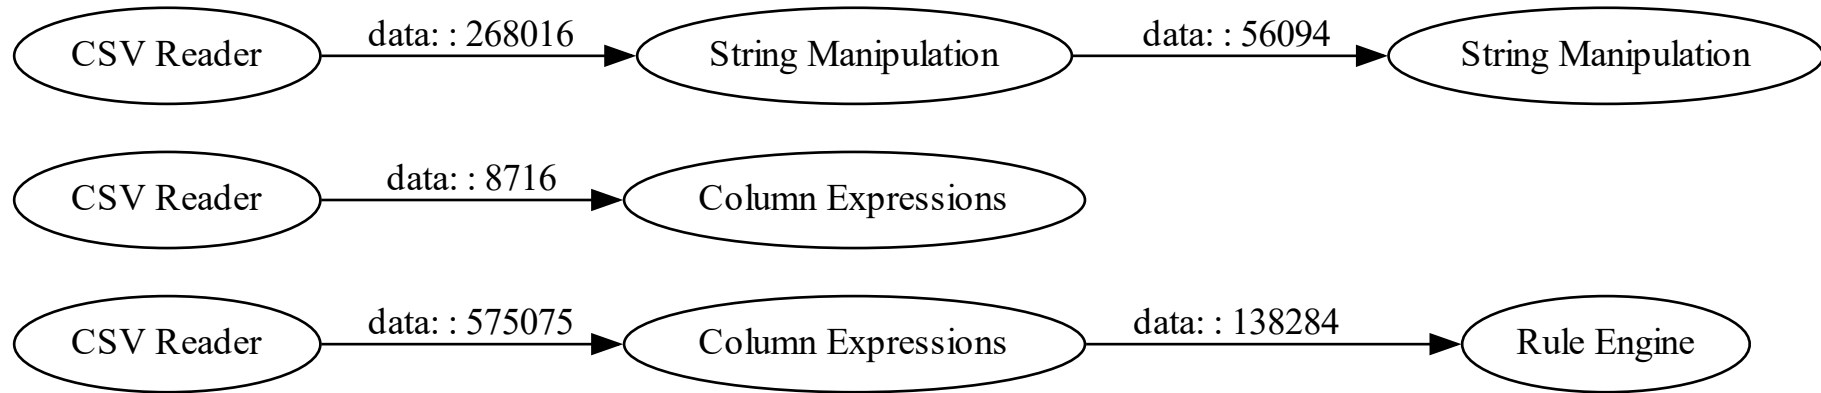 CSV Reader data: : 268016 String Manipulation data: : 56094 String Manipulation
CSV Reader data: : 8716 Column Expressions
CSV Reader data: : 575075 Column Expressions data: : 138284 Rule Engine